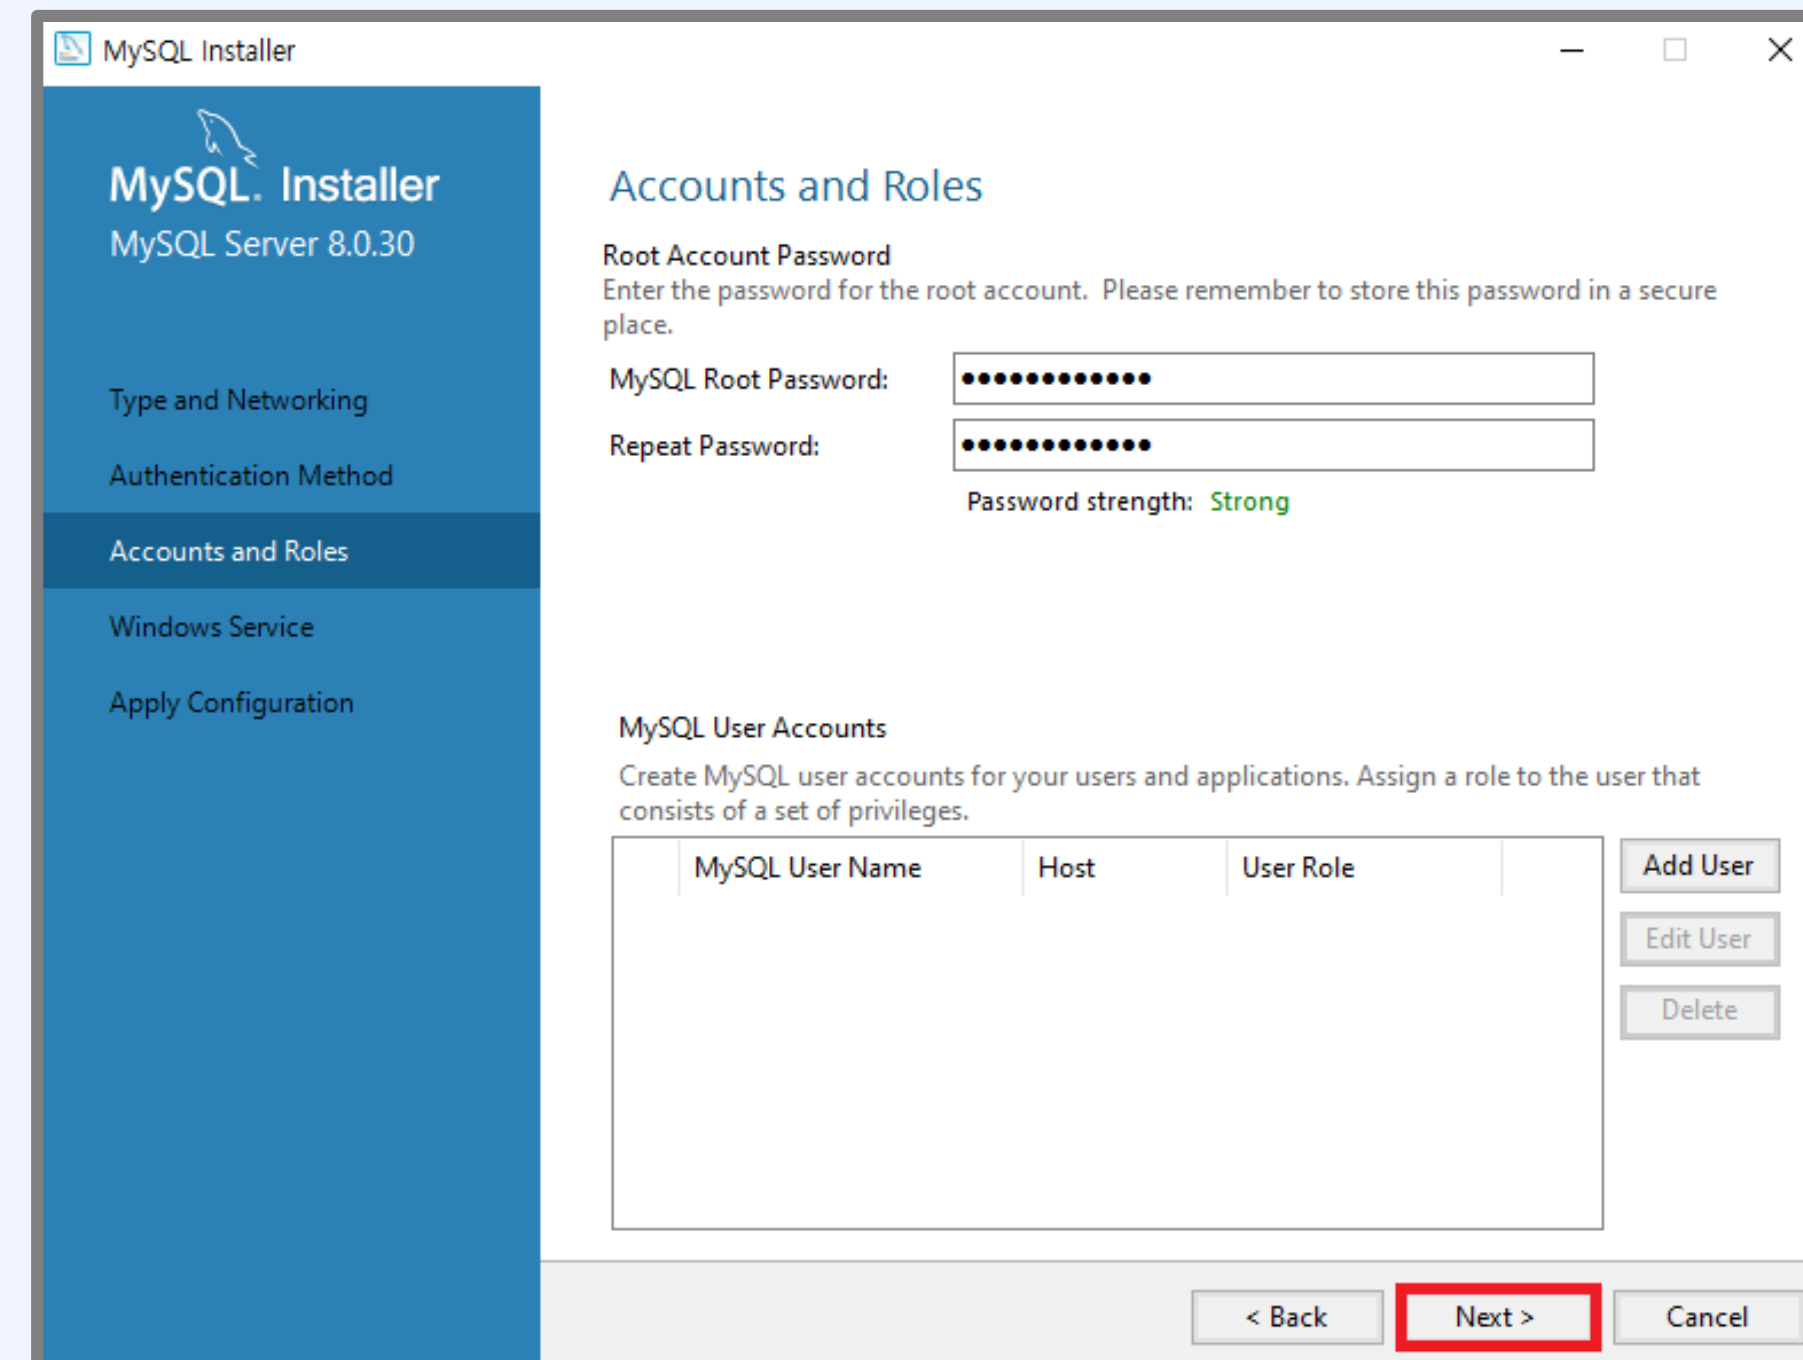 MySQL Installer
MySQL. Installer
MySQL Server 8.0.30
Type and Networking
Authentication Method
Accounts and Roles
Windows Service
Apply Configuration
Accounts and Roles
Root Account Password
Enter the password for the root account.  Please remember to store this password in a secure
place.
MySQL Root Password: ●●●●●●●●●●●●
Repeat Password: ●●●●●●●●●●●●
Password strength: Strong
MySQL User Accounts
Create MySQL user accounts for your users and applications. Assign a role to the user that
consists of a set of privileges.
MySQL User Name Host User Role
Add User
Edit User
Delete
< Back Next > Cancel